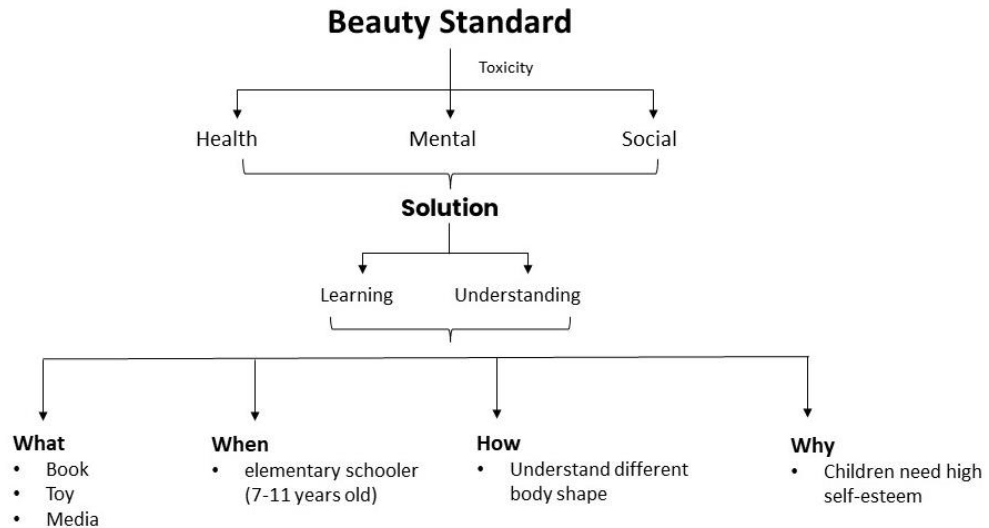 Beauty Standard
Toxicity
Health Mental Social
Solution
Learning Understanding
What
• Book
• Toy
• Media
When
• elementary schooler
(7-11 years old)
How
• Understand different
body shape
Why
• Children need high
self-esteem